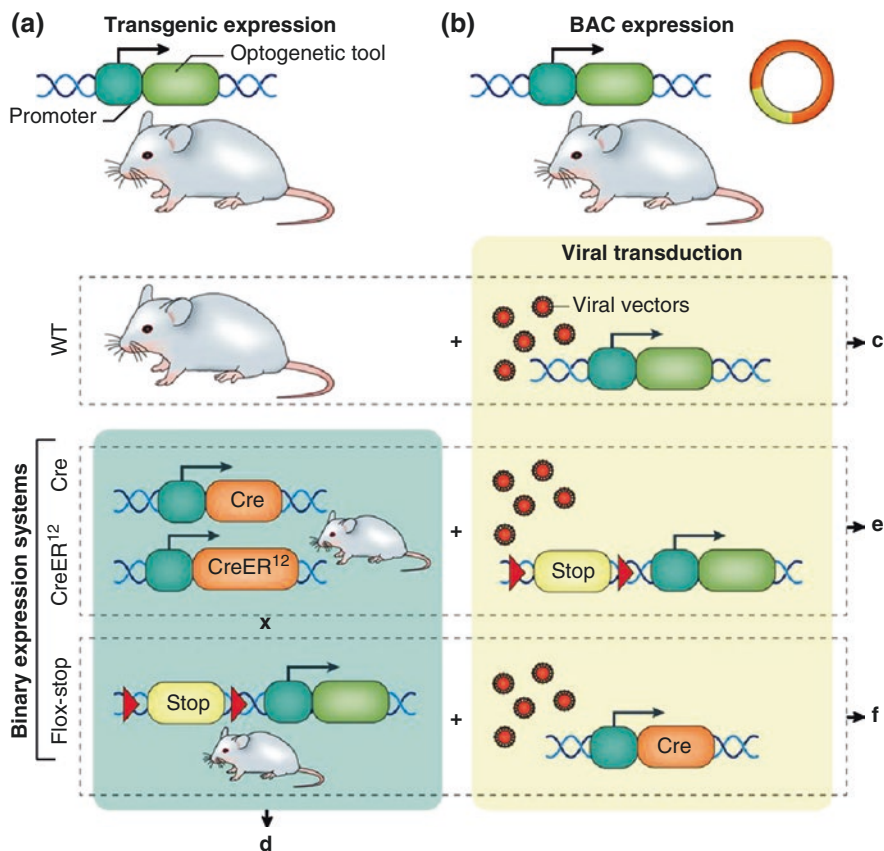 (a) Transgenic expression
(b) BAC expression
Optogenetic tool
Promoter
Viral transduction
WT
+
Viral vectors
c
Binary expression systems
Cre
CreER¹²
Cre
CreER¹²
x
+
Stop
e
Flox-stop
Stop
+
Cre
f
d